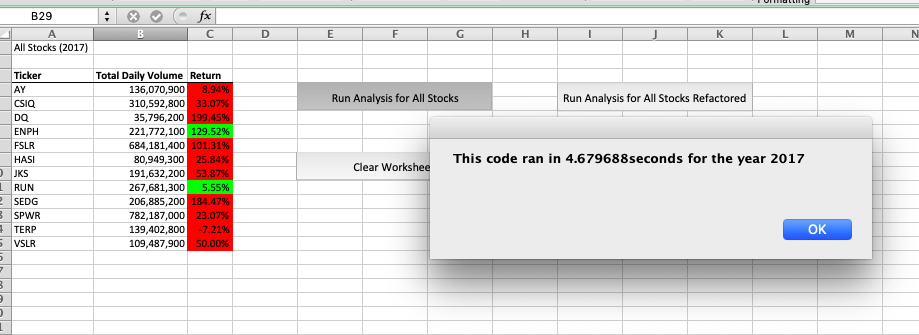 Formatting
B29 fx
A B C D E F G H I J K L M N
All Stocks (2017)
Ticker Total Daily Volume Return
AY 136,070,900 8.94%
CSIQ 310,592,800 33.07%
DQ 35,796,200 199.45%
ENPH 221,772,100 129.52%
FSLR 684,181,400 101.31%
HASI 80,949,300 25.84%
JKS 191,632,200 53.87%
RUN 267,681,300 5.55%
SEDG 206,885,200 184.47%
SPWR 782,187,000 23.07%
TERP 139,402,800 -7.21%
VSLR 109,487,900 50.00%
Run Analysis for All Stocks
Run Analysis for All Stocks Refactored
Clear Workshee
This code ran in 4.679688seconds for the year 2017
OK